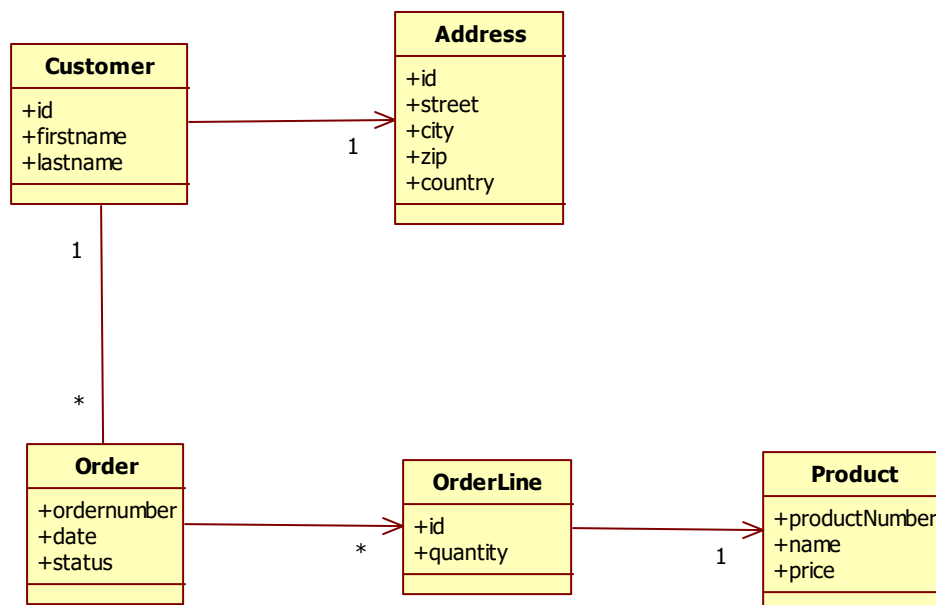 Customer
+id
+firstname
+lastname
Address
+id
+street
+city
+zip
+country
1
1
*
Order
+ordernumber
+date
+status
*
OrderLine
+id
+quantity
1
Product
+productNumber
+name
+price